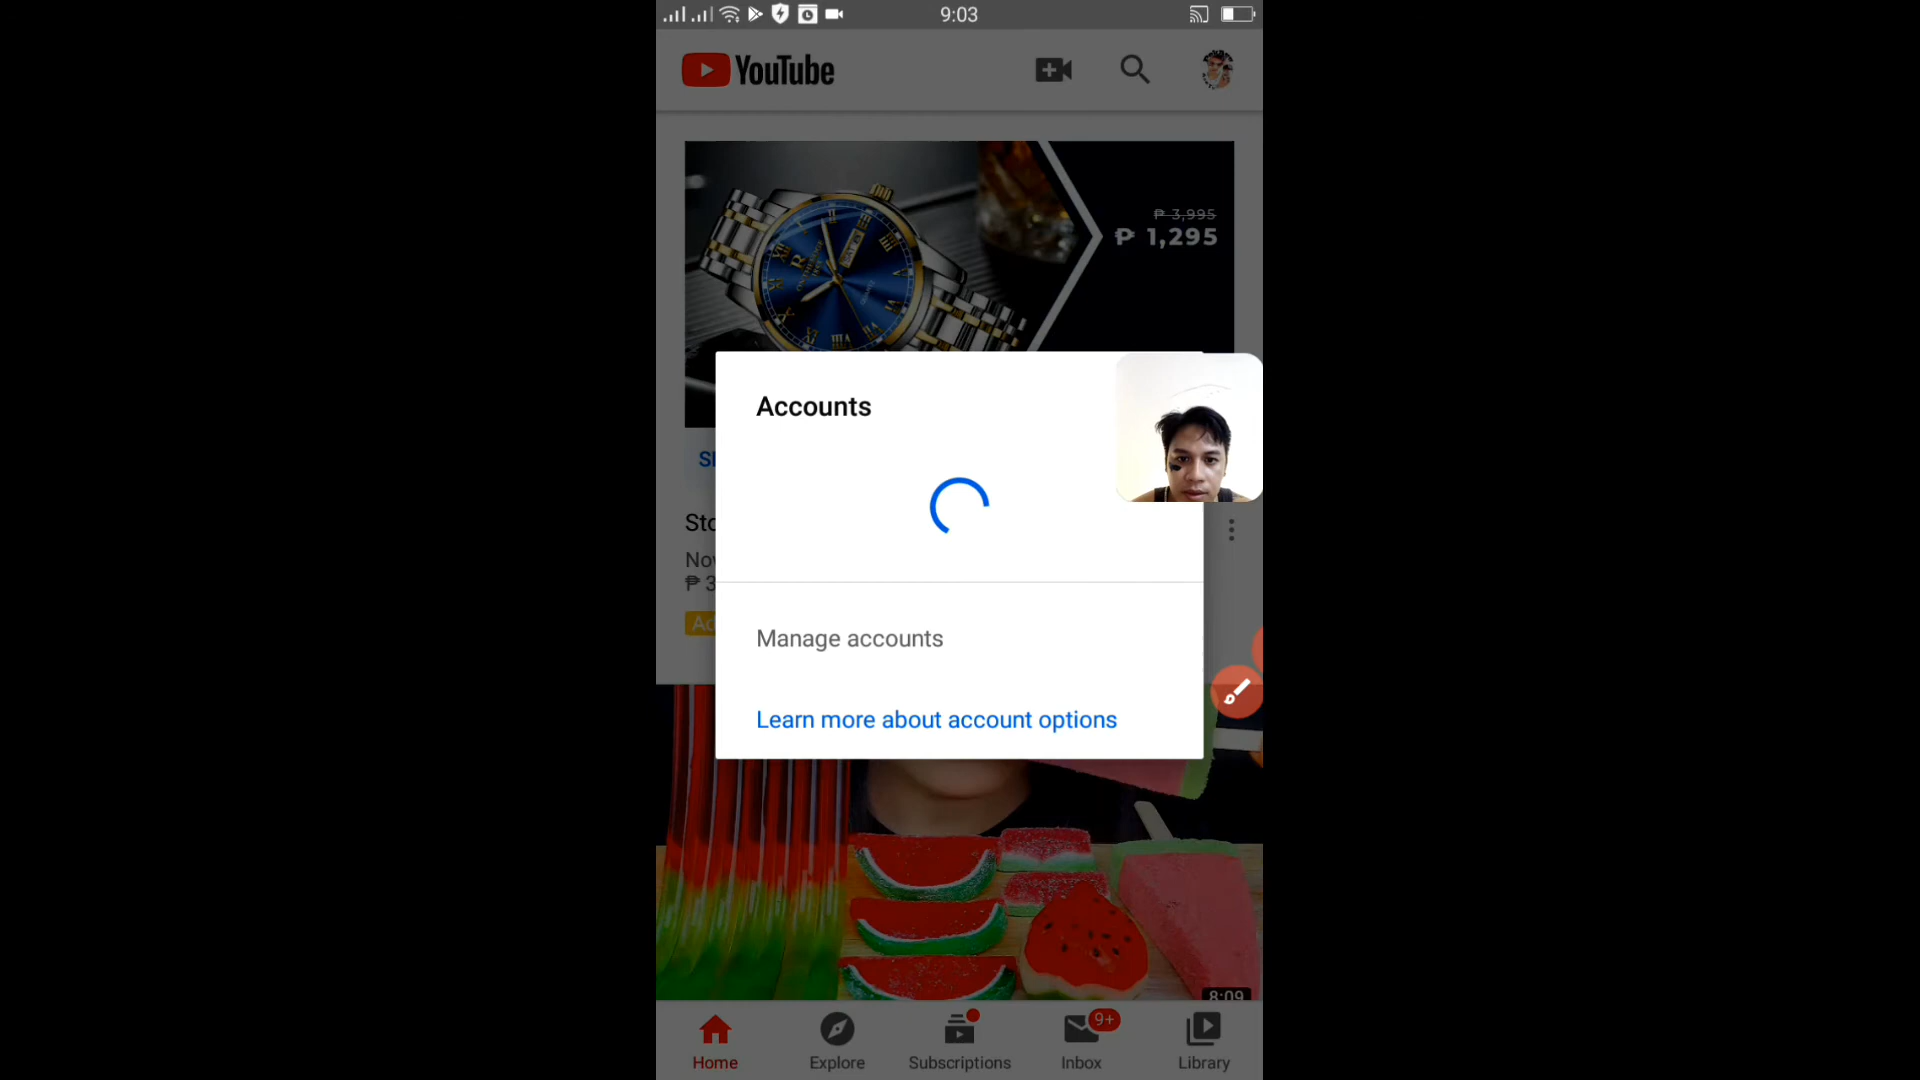 9:03
YouTube
₱ 3,995
₱ 1,295
Accounts
Manage accounts
Learn more about account options
8:09
9+
Home
Explore
Subscriptions
Inbox
Library